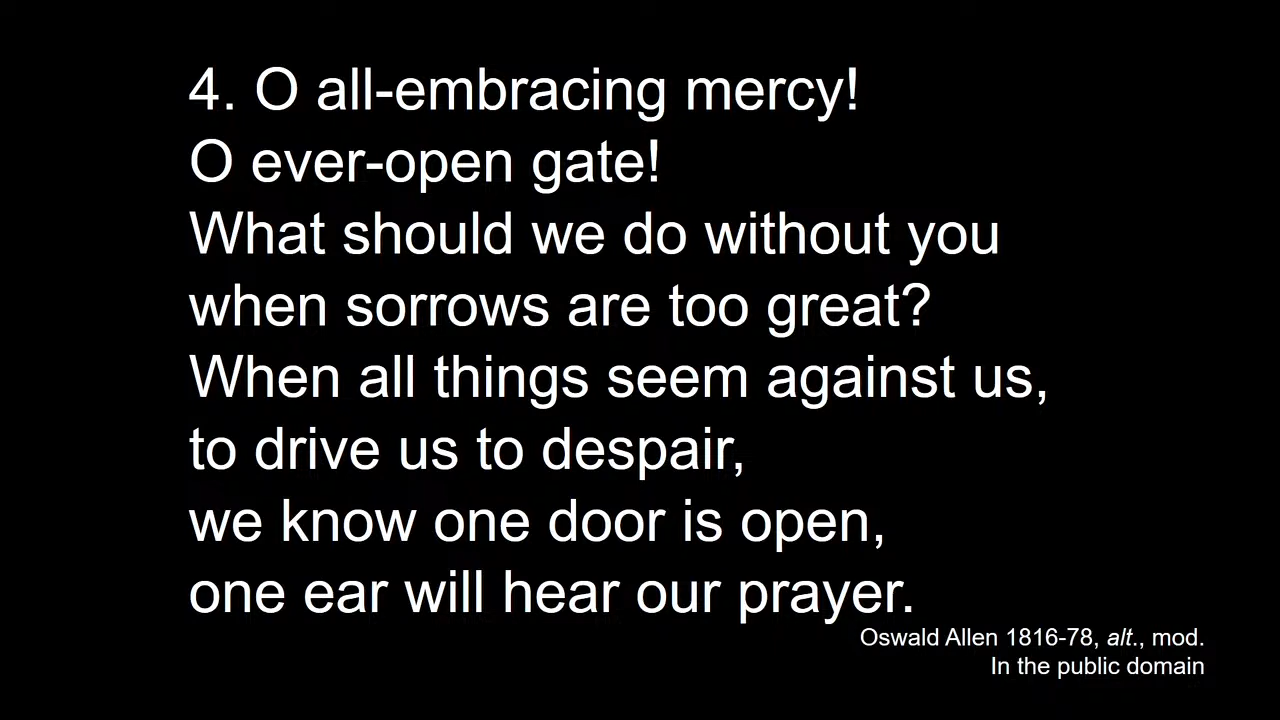 4. O all-embracing mercy!
O ever-open gate!
What should we do without you
when sorrows are too great?
When all things seem against us,
to drive us to despair,
we know one door is open,
one ear will hear our prayer.
Oswald Allen 1816-78, alt., mod.
In the public domain